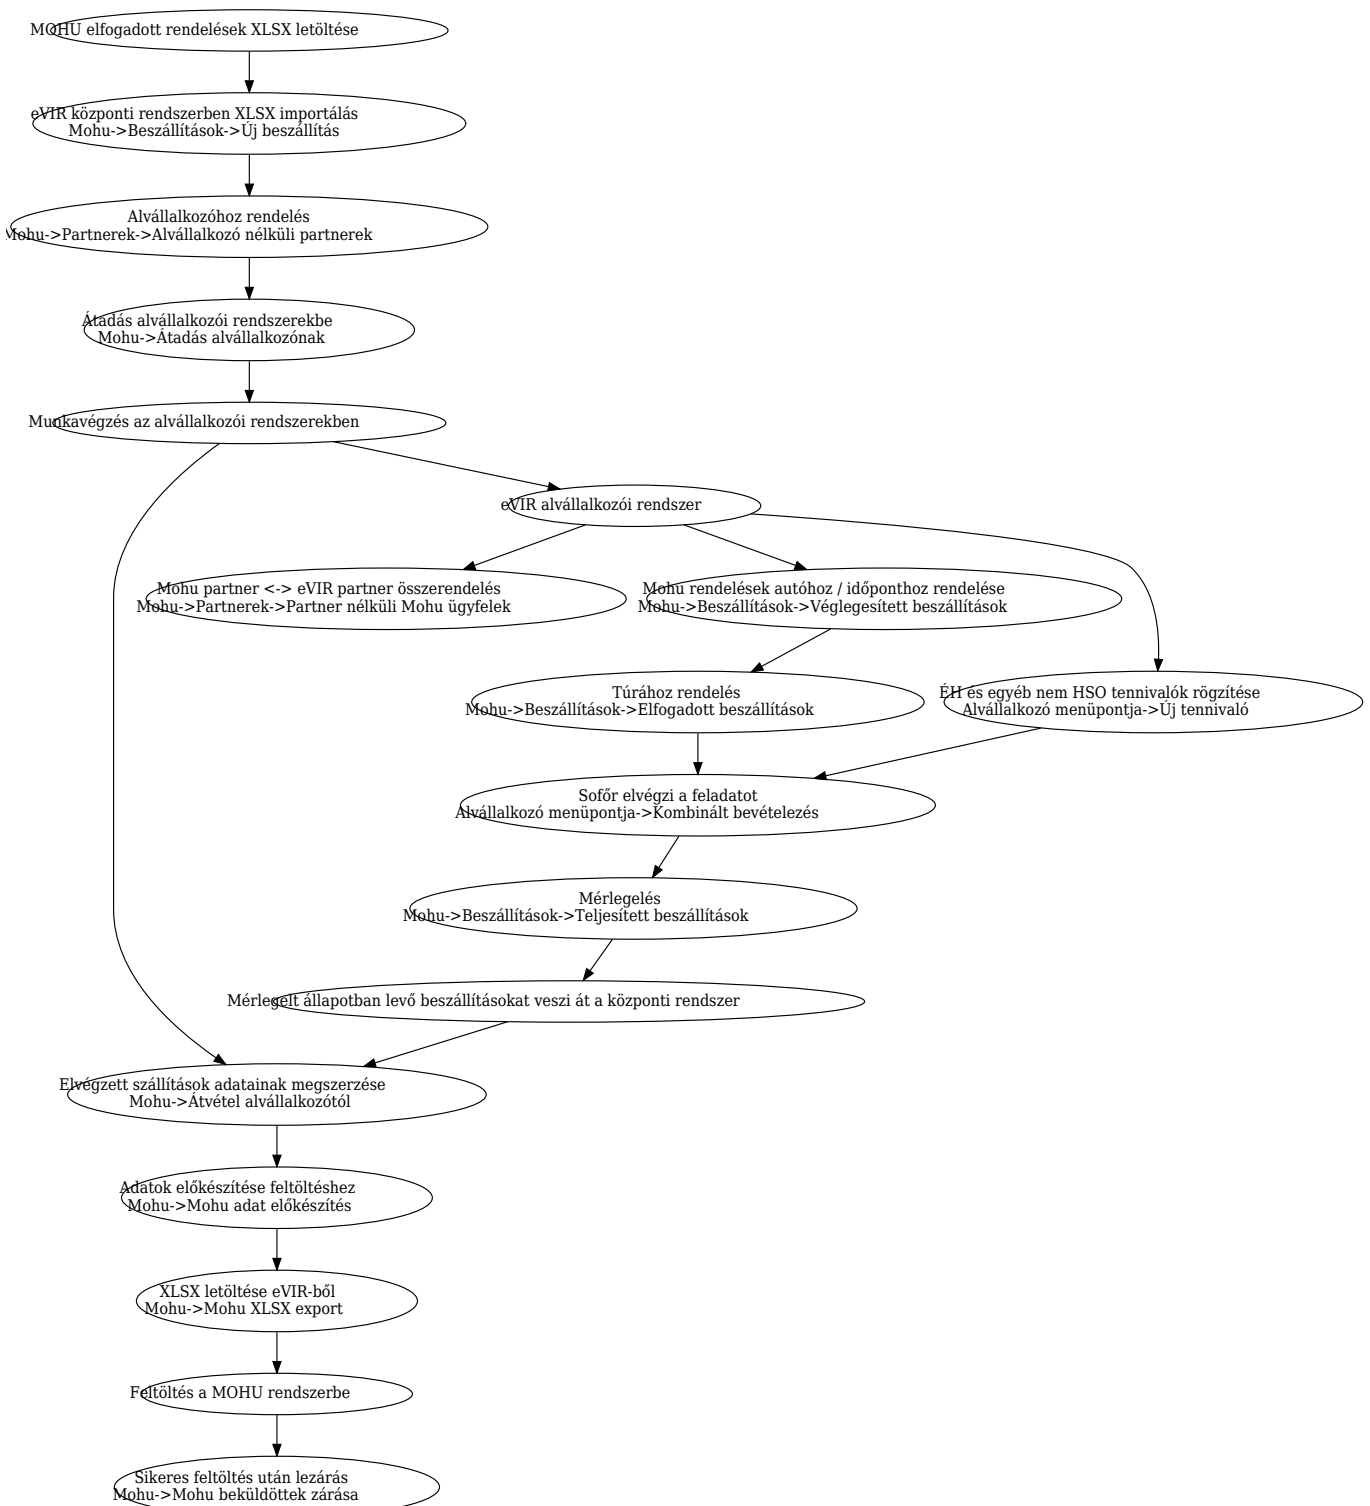 MOHU elfogadott rendelések XLSX letöltése
eVIR központi rendszerben XLSX importálás
Mohu->Beszállítások->Új beszállítás
Alvállalkozóhoz rendelés
Mohu->Partnerek->Alvállalkozó nélküli partnerek
Átadás alvállalkozói rendszerekbe
Mohu->Átadás alvállalkozónak
Munkavégzés az alvállalkozói rendszerekben
eVIR alvállalkozói rendszer
Mohu partner <-> eVIR partner összerendelés
Mohu->Partnerek->Partner nélküli Mohu ügyfelek
Mohu rendelések autóhoz / időponthoz rendelése
Mohu->Beszállítások->Véglegesített beszállítások
Túrához rendelés
Mohu->Beszállítások->Elfogadott beszállítások
ÉH és egyéb nem HSO tennivalók rögzítése
Alvállalkozó menüpontja->Új tennivaló
Sofőr elvégzi a feladatot
Alvállalkozó menüpontja->Kombinált bevételezés
Mérlegelés
Mohu->Beszállítások->Teljesített beszállítások
Mérlegelt állapotban levő beszállításokat veszi át a központi rendszer
Elvégzett szállítások adatainak megszerzése
Mohu->Átvétel alvállalkozótól
Adatok előkészítése feltöltéshez
Mohu->Mohu adat előkészítés
XLSX letöltése eVIR-ből
Mohu->Mohu XLSX export
Feltöltés a MOHU rendszerbe
Sikeres feltöltés után lezárás
Mohu->Mohu beküldöttek zárása